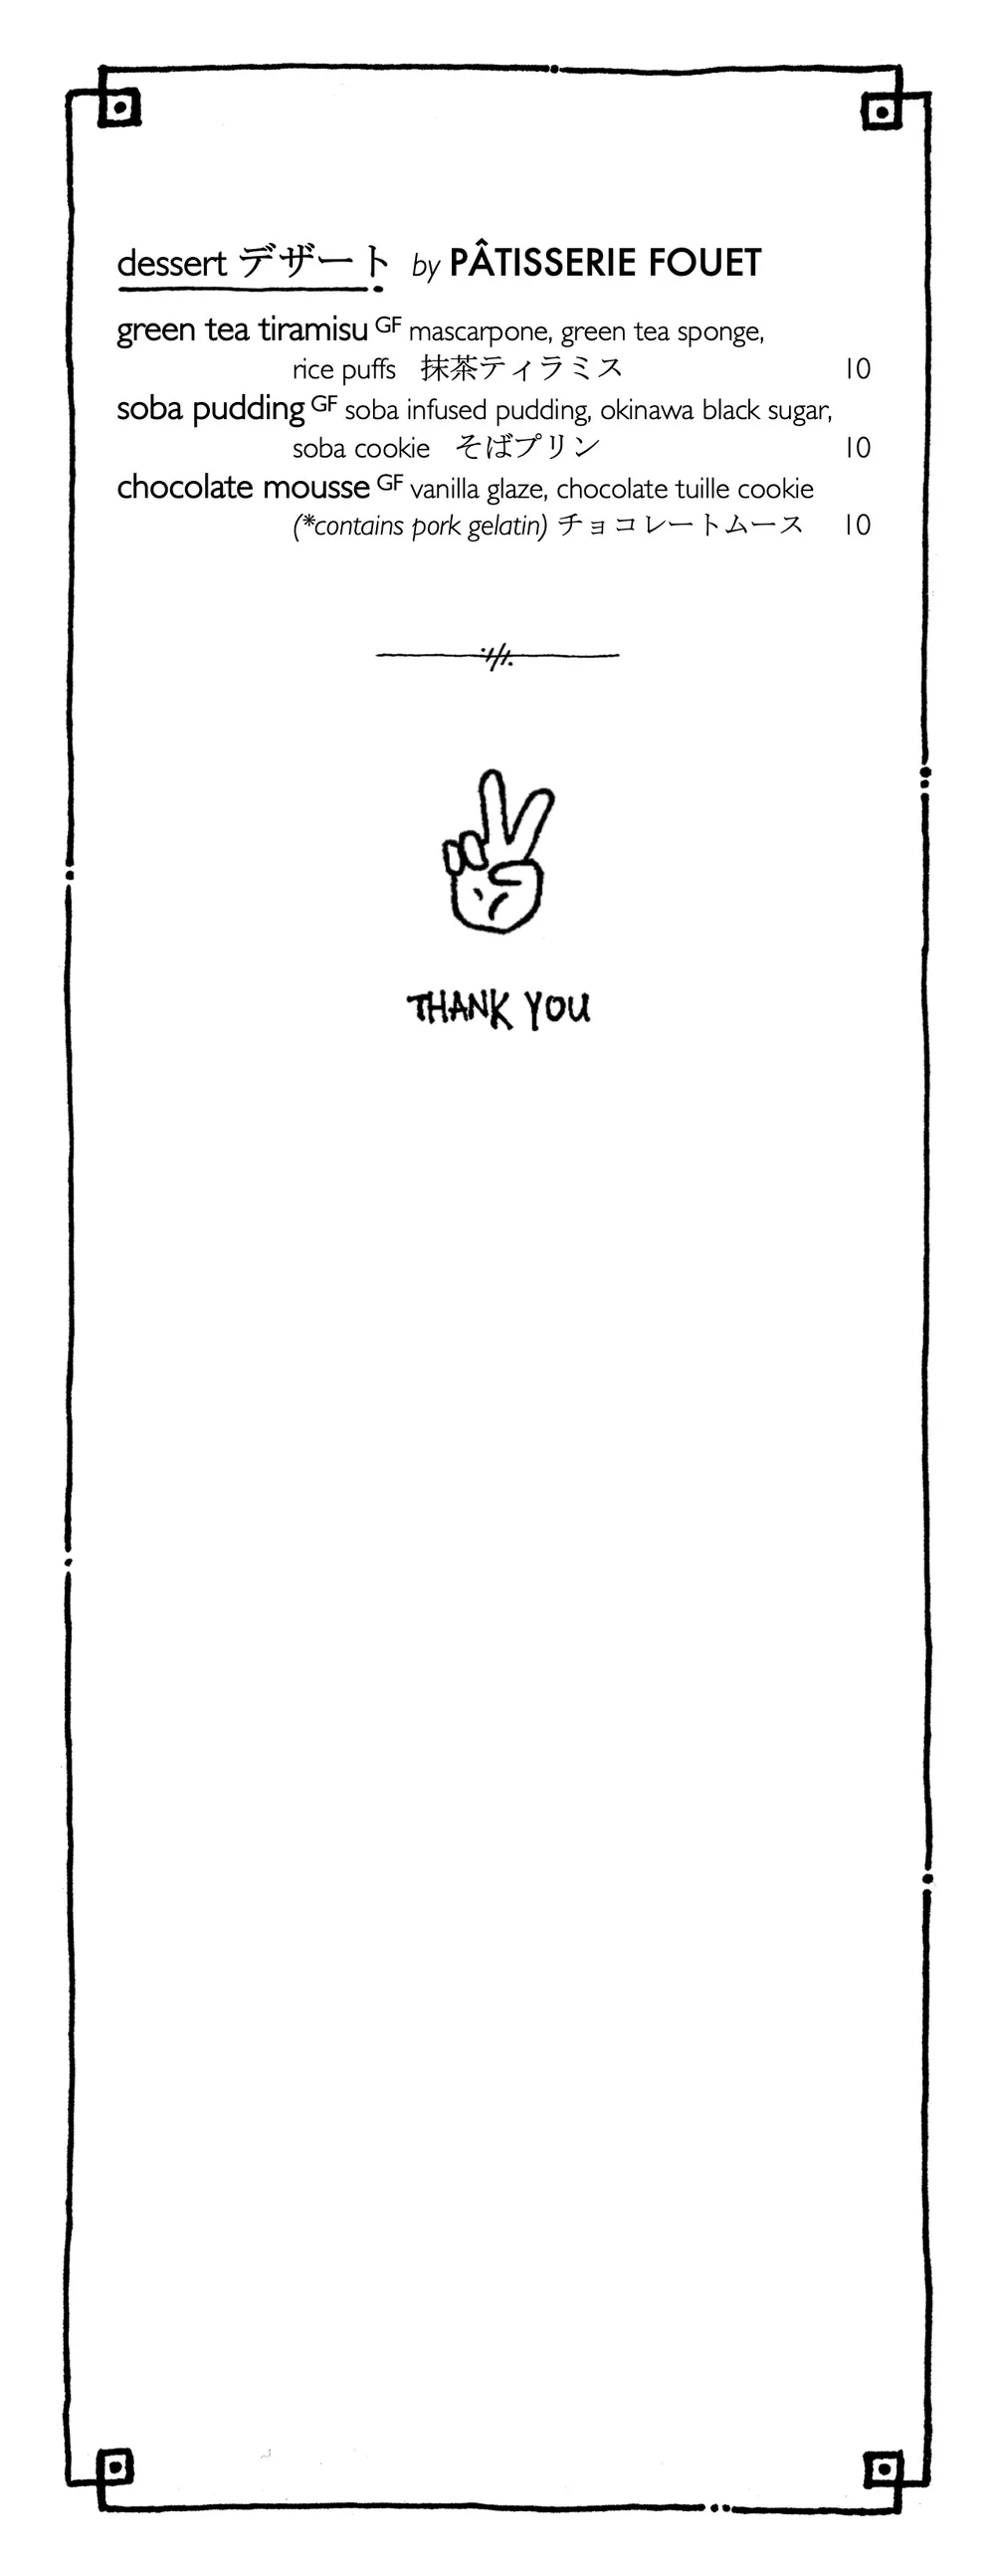 dessert デザート by PÂTISSERIE FOUET
green tea tiramisu GF mascarpone, green tea sponge,
rice puffs 抹茶ティラミス 10
soba pudding GF soba infused pudding, okinawa black sugar,
soba cookie そばプリン 10
chocolate mousse GF vanilla glaze, chocolate tuille cookie
(*contains pork gelatin) チョコレートムース 10
THANK YOU